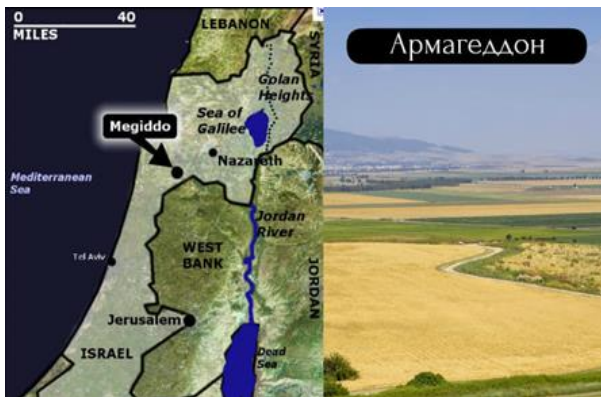 0 40
MILES
LEBANON
SYRIA
Golan
Heights
Sea of
Galilee
Megiddo
Nazareth
Mediterranean
Sea
Jordan
River
WEST
BANK
Tel Aviv
JORDAN
Jerusalem
ISRAEL
Dead
Sea
Армагеддон